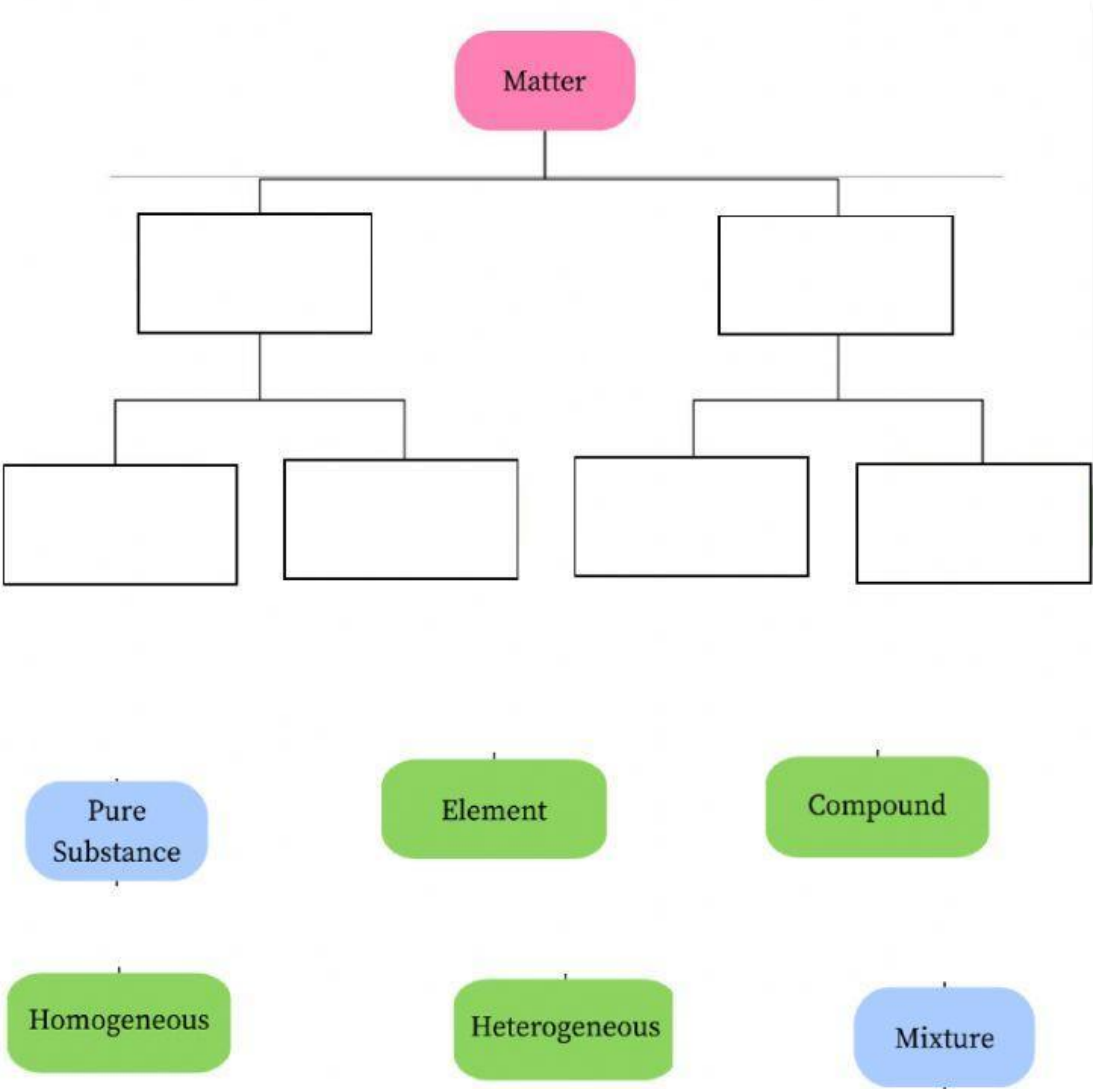 Matter
Pure
Substance
Element
Compound
Homogeneous
Heterogeneous
Mixture